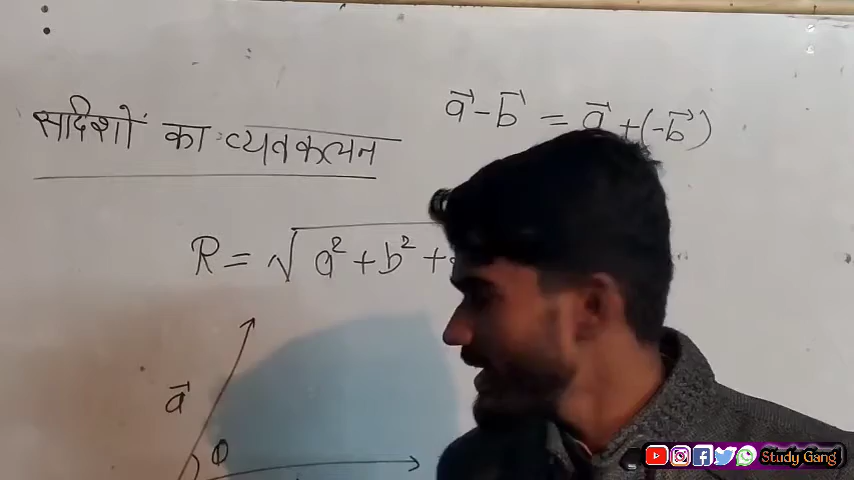 सदिशों का व्यवकलन
a⃗ - b⃗ = a⃗ + (-b⃗)
R = √ a² + b² +
a⃗
θ
Study Gang